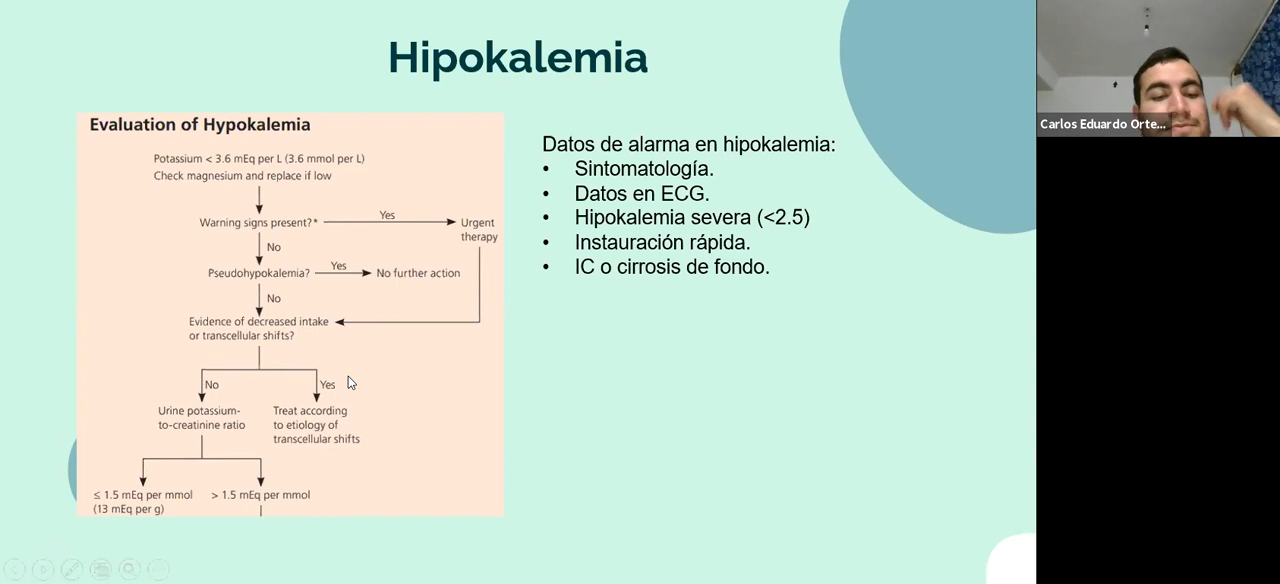 Hipokalemia
Evaluation of Hypokalemia
Potassium < 3.6 mEq per L (3.6 mmol per L)
Check magnesium and replace if low
Warning signs present?*
Yes
Urgent
therapy
No
Pseudohypokalemia?
Yes
No further action
No
Evidence of decreased intake
or transcellular shifts?
No
Yes
Urine potassium-
to-creatinine ratio
Treat according
to etiology of
transcellular shifts
≤ 1.5 mEq per mmol
(13 mEq per g)
> 1.5 mEq per mmol
Datos de alarma en hipokalemia:
• Sintomatología.
• Datos en ECG.
• Hipokalemia severa (<2.5)
• Instauración rápida.
• IC o cirrosis de fondo.
Carlos Eduardo Orte...